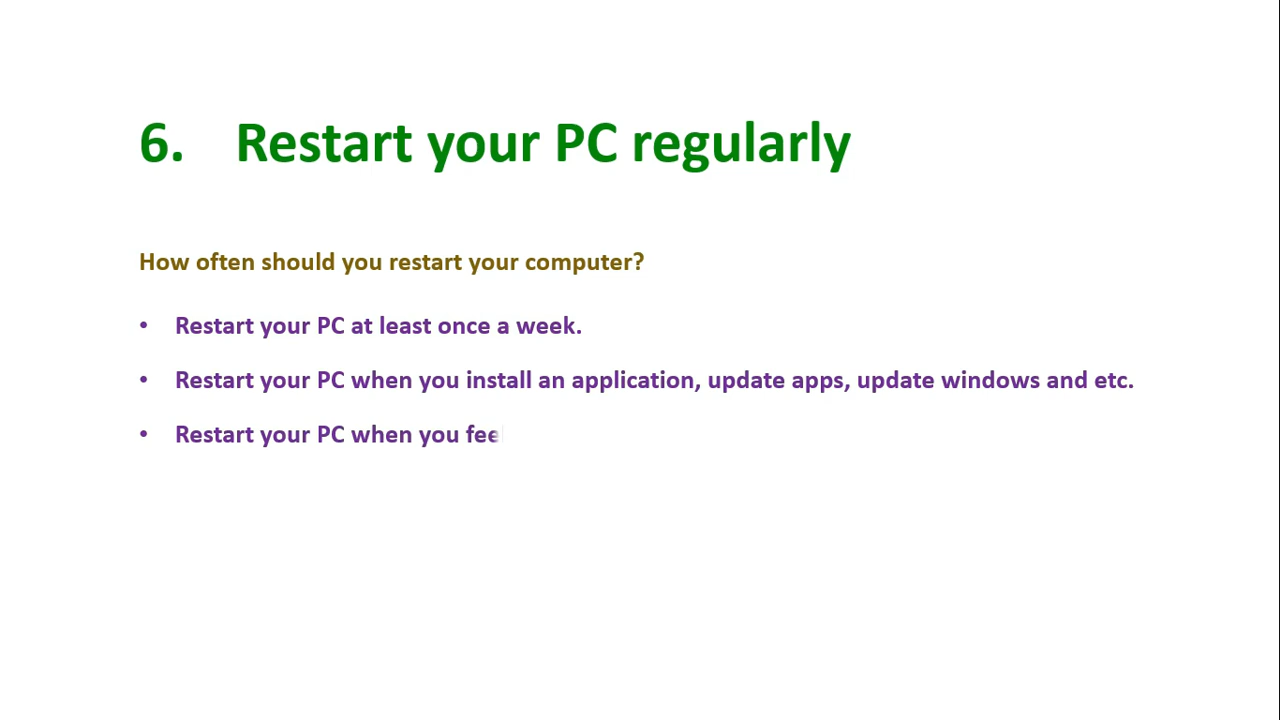 6. Restart your PC regularly
How often should you restart your computer?
• Restart your PC at least once a week.
• Restart your PC when you install an application, update apps, update windows and etc.
• Restart your PC when you